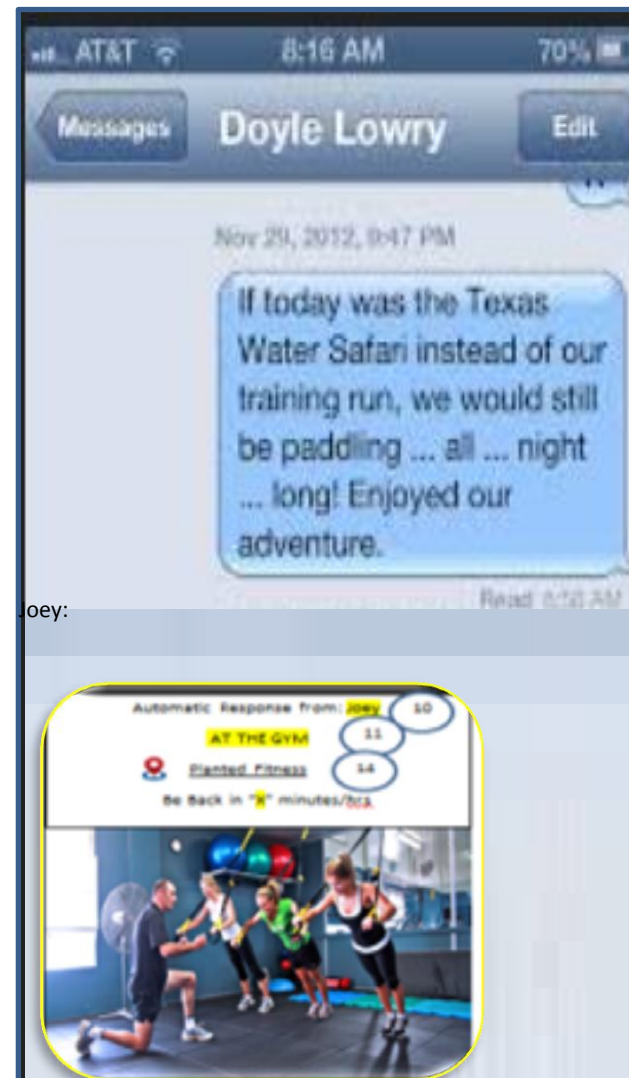 AT&T 8:16 AM 70%
Messages Doyle Lowry Edit
Nov 29, 2012, 9:47 PM
If today was the Texas
Water Safari instead of our
training run, we would still
be paddling ... all ... night
... long! Enjoyed our
adventure.
Read AM
Joey:
Automatic Response from: Joey 10
AT THE GYM 11
Planted Fitness 14
Be Back in "X" minutes/hrs